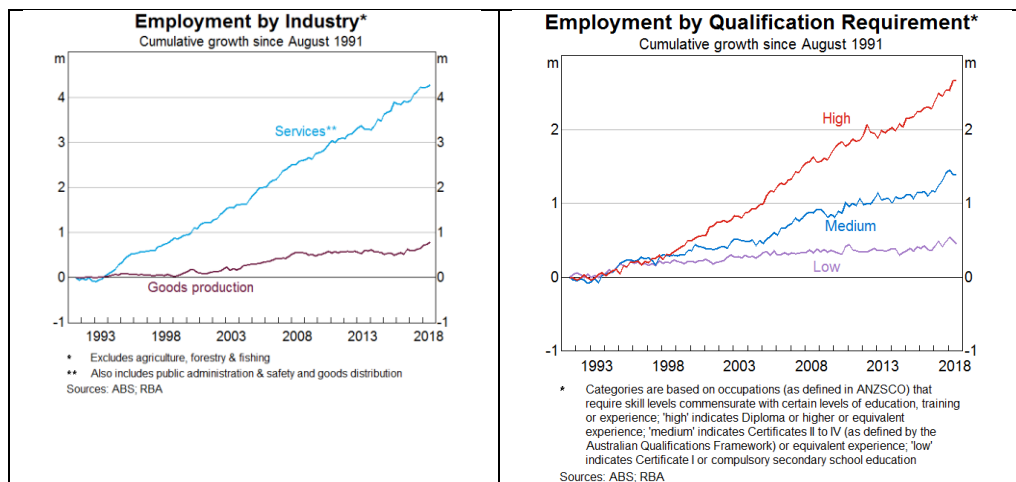 Employment by Industry*
Cumulative growth since August 1991
m
m
4
4
3
3
2
2
1
1
0
0
-1
-1
Services**
Goods production
1993
1998
2003
2008
2013
2018
* Excludes agriculture, forestry & fishing
** Also includes public administration & safety and goods distribution
Sources: ABS; RBA
Employment by Qualification Requirement*
Cumulative growth since August 1991
m
m
2
2
1
1
0
0
-1
-1
High
Medium
Low
1993
1998
2003
2008
2013
2018
* Categories are based on occupations (as defined in ANZSCO) that
require skill levels commensurate with certain levels of education, training
or experience; 'high' indicates Diploma or higher or equivalent
experience; 'medium' indicates Certificates II to IV (as defined by the
Australian Qualifications Framework) or equivalent experience; 'low'
indicates Certificate I or compulsory secondary school education
Sources: ABS; RBA